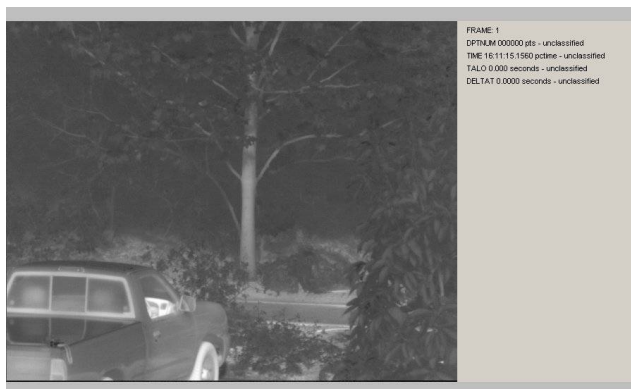 FRAME: 1
DPTNUM 000000 pts - unclassified
TIME 16:11:15.1560 pctime - unclassified
TALO 0.000 seconds - unclassified
DELTAT 0.0000 seconds - unclassified